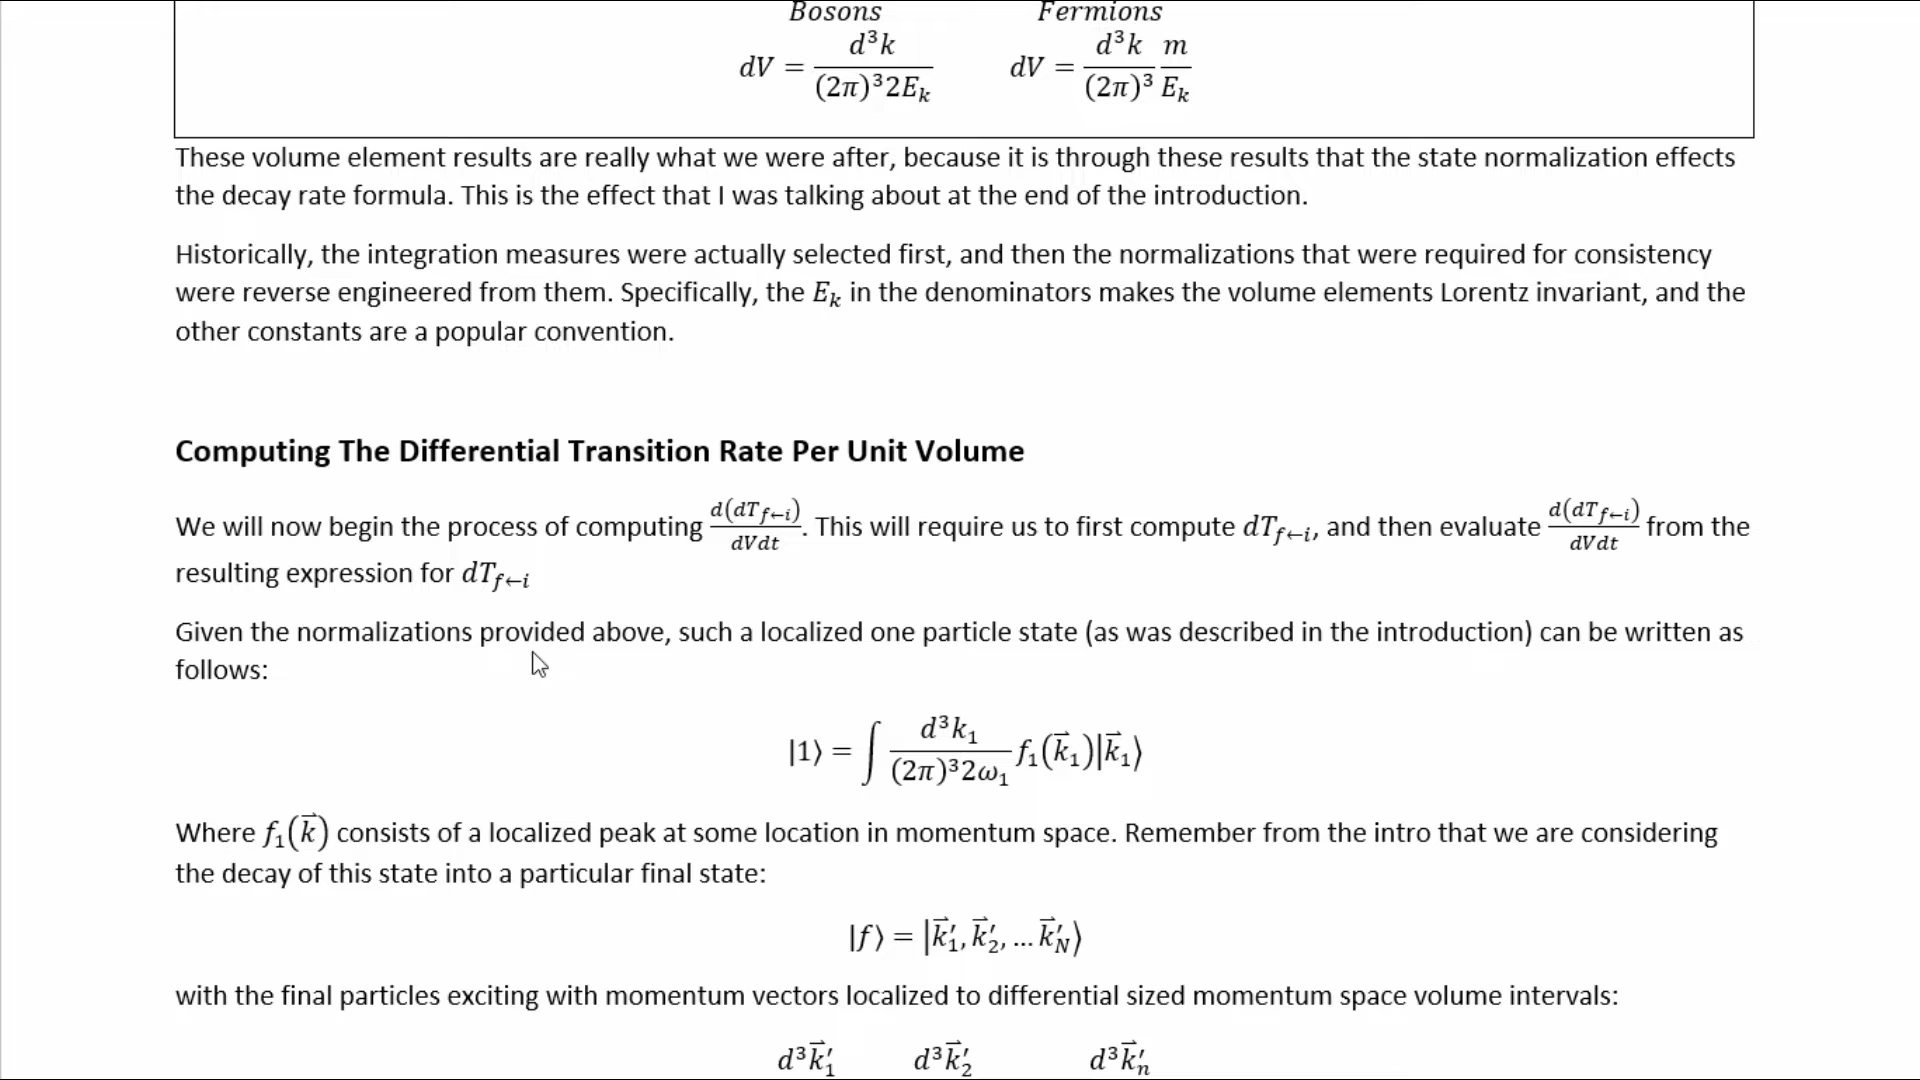 Bosons Fermions
dV = d³k / (2π)³2E_k dV = d³k / (2π)³ m / E_k
These volume element results are really what we were after, because it is through these results that the state normalization effects
the decay rate formula. This is the effect that I was talking about at the end of the introduction.
Historically, the integration measures were actually selected first, and then the normalizations that were required for consistency
were reverse engineered from them. Specifically, the E_k in the denominators makes the volume elements Lorentz invariant, and the
other constants are a popular convention.
Computing The Differential Transition Rate Per Unit Volume
We will now begin the process of computing d(dT_{f←i}) / dVdt. This will require us to first compute dT_{f←i}, and then evaluate d(dT_{f←i}) / dVdt from the
resulting expression for dT_{f←i}
Given the normalizations provided above, such a localized one particle state (as was described in the introduction) can be written as
follows:
|1⟩ = ∫ d³k₁ / (2π)³2ω₁ f₁(k⃗₁)|k⃗₁⟩
Where f₁(k⃗) consists of a localized peak at some location in momentum space. Remember from the intro that we are considering
the decay of this state into a particular final state:
|f⟩ = |k⃗′₁, k⃗′₂, … k⃗′_N⟩
with the final particles exciting with momentum vectors localized to differential sized momentum space volume intervals:
d³k⃗′₁ d³k⃗′₂ d³k⃗′ₙ